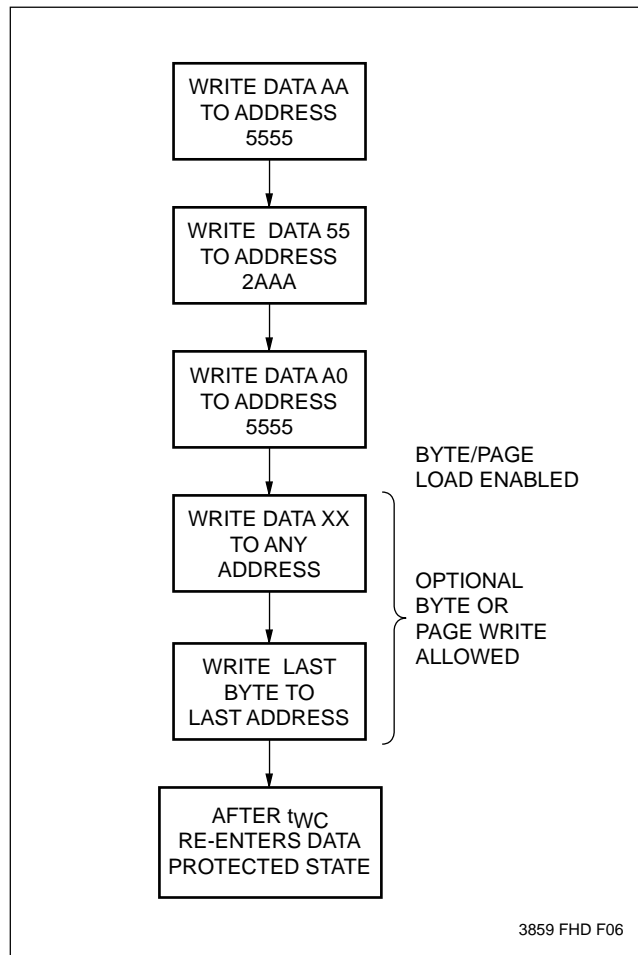 WRITE DATA AA
TO ADDRESS
5555
WRITE DATA 55
TO ADDRESS
2AAA
WRITE DATA A0
TO ADDRESS
5555
BYTE/PAGE
LOAD ENABLED
WRITE DATA XX
TO ANY
ADDRESS
OPTIONAL
BYTE OR
PAGE WRITE
ALLOWED
WRITE LAST
BYTE TO
LAST ADDRESS
AFTER tWC
RE-ENTERS DATA
PROTECTED STATE
3859 FHD F06